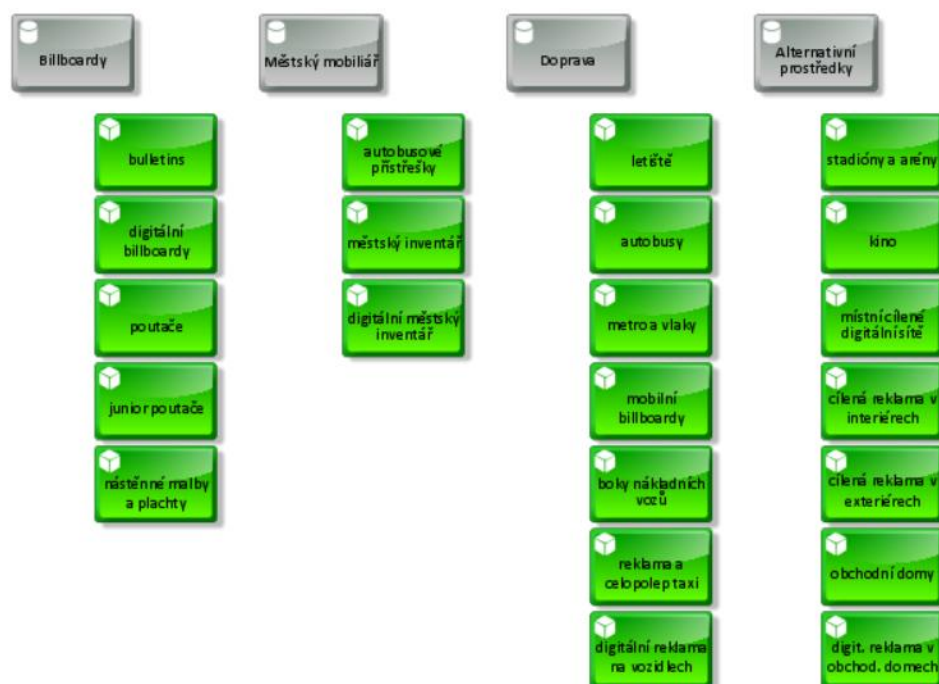 Billboardy
Městský mobiliář
Doprava
Alternativní
prostředky
bulletins
digitální
billboardy
poutače
junior poutače
nástěnné malby
a plachty
autobusové
přístřešky
městský inventář
digitální městský
inventář
letiště
autobusy
metro a vlaky
mobilní
billboardy
boky nákladních
vozů
reklama a
celopolep taxi
digitální reklama
na vozidlech
stadióny a arény
kino
místní cílené
digitální sítě
cílená reklama v
interiérech
cílená reklama v
exteriérech
obchodní domy
digit. reklama v
obchod. domech